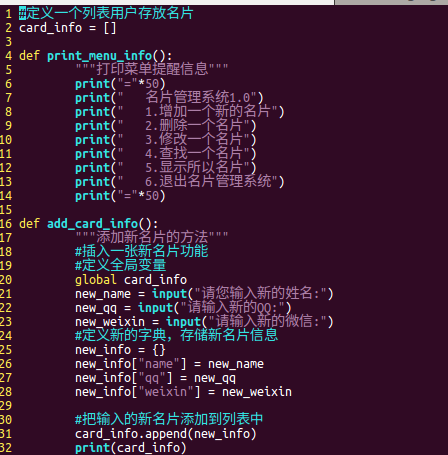 1 #定义一个列表用户存放名片
2 card_info = []
3
4 def print_menu_info():
5         """打印菜单提醒信息"""
6         print("="*50)
7         print("   名片管理系统1.0")
8         print("   1.增加一个新的名片")
9         print("   2.删除一个名片")
10         print("   3.修改一个名片")
11         print("   4.查找一个名片")
12         print("   5.显示所以名片")
13         print("   6.退出名片管理系统")
14         print("="*50)
15
16 def add_card_info():
17         """添加新名片的方法"""
18         #插入一张新名片功能
19         #定义全局变量
20         global card_info
21         new_name = input("请您输入新的姓名:")
22         new_qq = input("请输入新的QQ:")
23         new_weixin = input("请输入新的微信:")
24         #定义新的字典，存储新名片信息
25         new_info = {}
26         new_info["name"] = new_name
27         new_info["qq"] = new_qq
28         new_info["weixin"] = new_weixin
29
30         #把输入的新名片添加到列表中
31         card_info.append(new_info)
32         print(card_info)